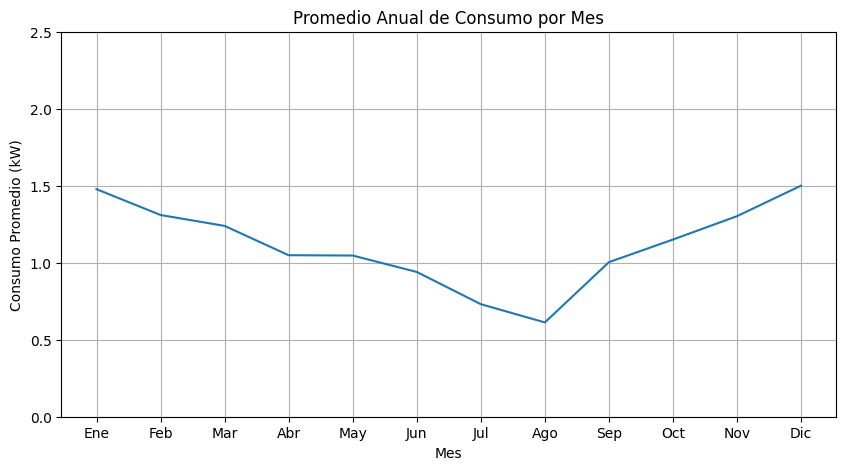 Promedio Anual de Consumo por Mes
Consumo Promedio (kW)
2.5
2.0
1.5
1.0
0.5
0.0
Ene Feb Mar Abr May Jun Jul Ago Sep Oct Nov Dic
Mes